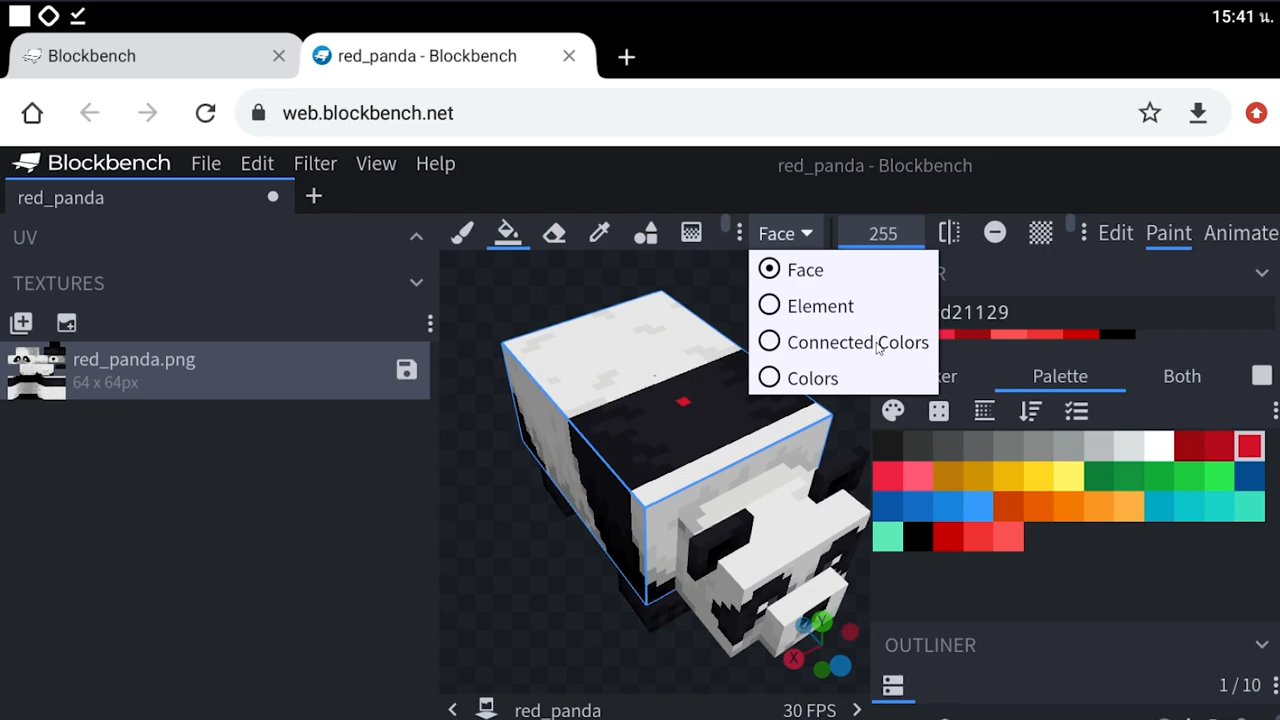 15:41 น.
Blockbench
red_panda - Blockbench
web.blockbench.net
Blockbench File Edit Filter View Help
red_panda - Blockbench
red_panda
UV
Face
255
Edit Paint Animate
TEXTURES
red_panda.png
64 x 64px
Face
Element
Connected Colors
Colors
R
d21129
ker
Palette
Both
OUTLINER
1 / 10
red_panda
30 FPS
X
Y
Z